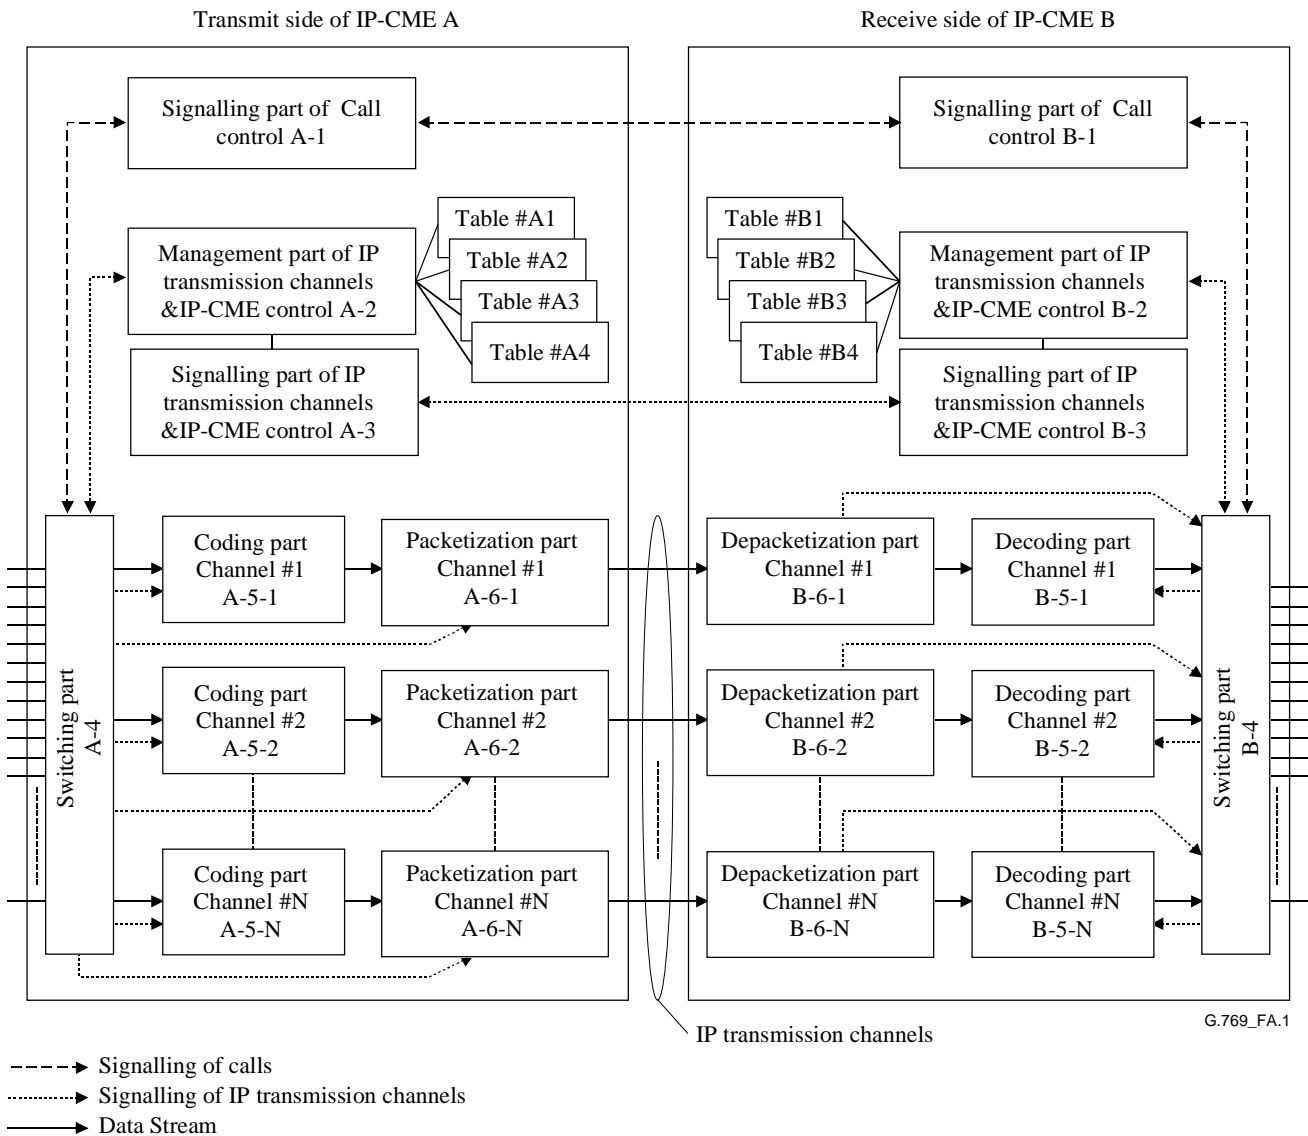 Transmit side of IP-CME A
Receive side of IP-CME B
Signalling part of Call
control A-1
Signalling part of Call
control B-1
Table #A1
Table #A2
Table #A3
Table #A4
Management part of IP
transmission channels
&IP-CME control A-2
Signalling part of IP
transmission channels
&IP-CME control A-3
Table #B1
Table #B2
Table #B3
Table #B4
Management part of IP
transmission channels
&IP-CME control B-2
Signalling part of IP
transmission channels
&IP-CME control B-3
Switching part
A-4
Coding part
Channel #1
A-5-1
Packetization part
Channel #1
A-6-1
Depacketization part
Channel #1
B-6-1
Decoding part
Channel #1
B-5-1
Coding part
Channel #2
A-5-2
Packetization part
Channel #2
A-6-2
Depacketization part
Channel #2
B-6-2
Decoding part
Channel #2
B-5-2
Coding part
Channel #N
A-5-N
Packetization part
Channel #N
A-6-N
Depacketization part
Channel #N
B-6-N
Decoding part
Channel #N
B-5-N
Switching part
B-4
G.769_FA.1
IP transmission channels
Signalling of calls
Signalling of IP transmission channels
Data Stream